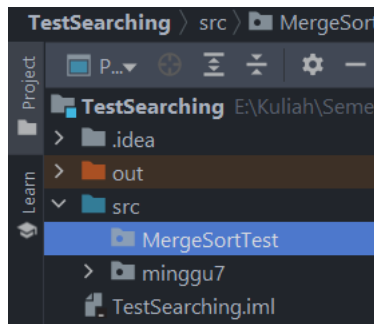 TestSearching > src > MergeSort
Project
P...
TestSearching E:\Kuliah\Seme
.idea
out
Learn
src
MergeSortTest
minggu7
TestSearching.iml